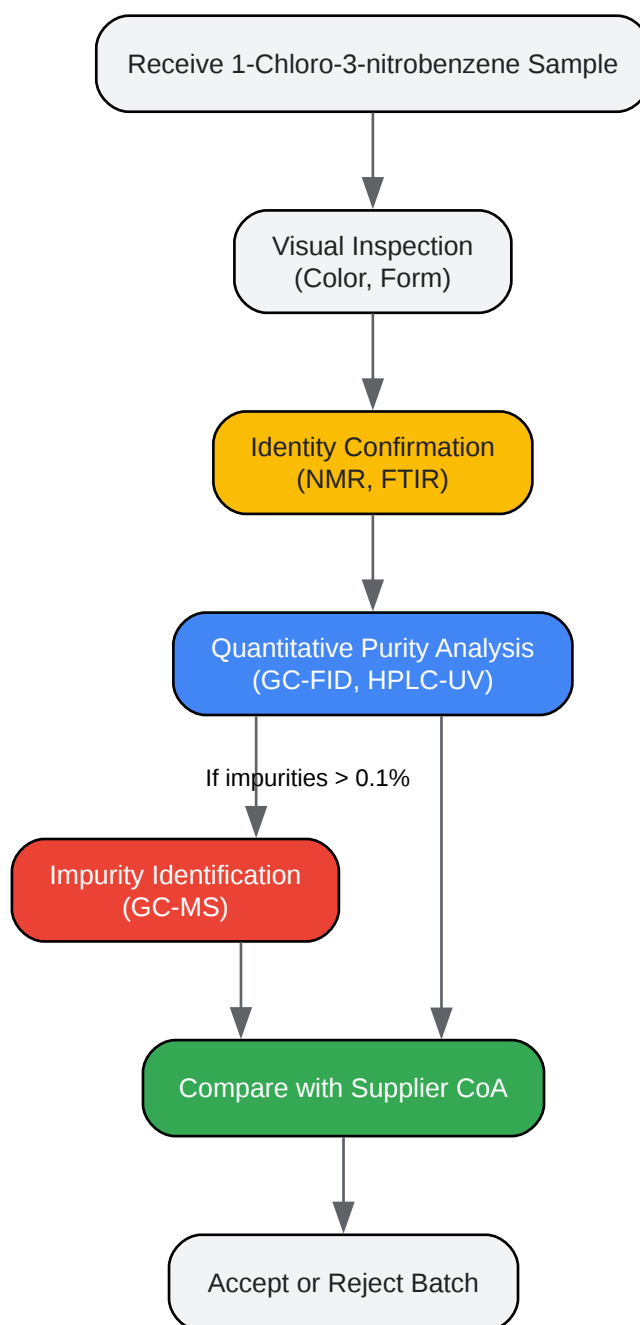 Receive 1-Chloro-3-nitrobenzene Sample
Visual Inspection
(Color, Form)
Identity Confirmation
(NMR, FTIR)
Quantitative Purity Analysis
(GC-FID, HPLC-UV)
If impurities > 0.1%
Impurity Identification
(GC-MS)
Compare with Supplier CoA
Accept or Reject Batch